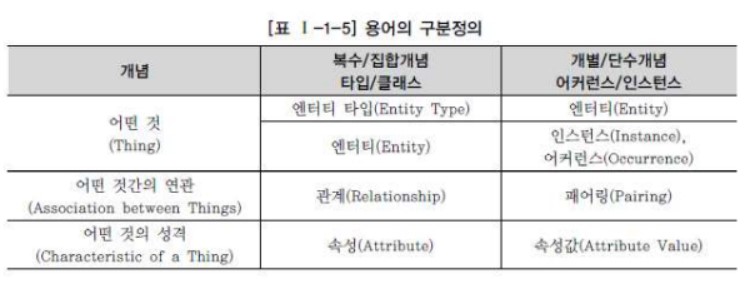 [표 Ⅰ-1-5] 용어의 구분정의
개념
복수/집합개념
타입/클래스
개별/단수개념
어커런스/인스턴스
어떤 것
(Thing)
엔터티 타입(Entity Type)
엔터티(Entity)
엔터티(Entity)
인스턴스(Instance),
어커런스(Occurrence)
어떤 것간의 연관
(Association between Things)
관계(Relationship)
패어링(Pairing)
어떤 것의 성격
(Characteristic of a Thing)
속성(Attribute)
속성값(Attribute Value)